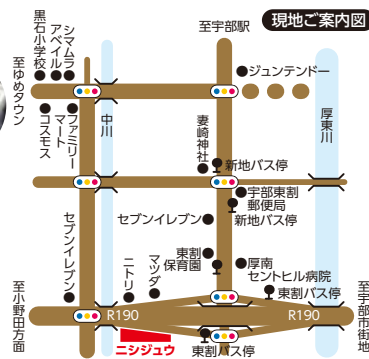 現地ご案内図
至宇部駅
黒石小学校
アベイル
シマムラ
ジュンテンドー
至ゆめタウン
コスモス
ファミリー
マート
中川
厚東川
妻崎神社
新地バス停
宇部東割
郵便局
新地バス停
セブンイレブン
セブンイレブン
東割
保育園
厚南
セントヒル病院
ニトリ
マツダ
東割バス停
至小野田方面
R190
R190
至宇部市街地
ニシジュウ
東割バス停